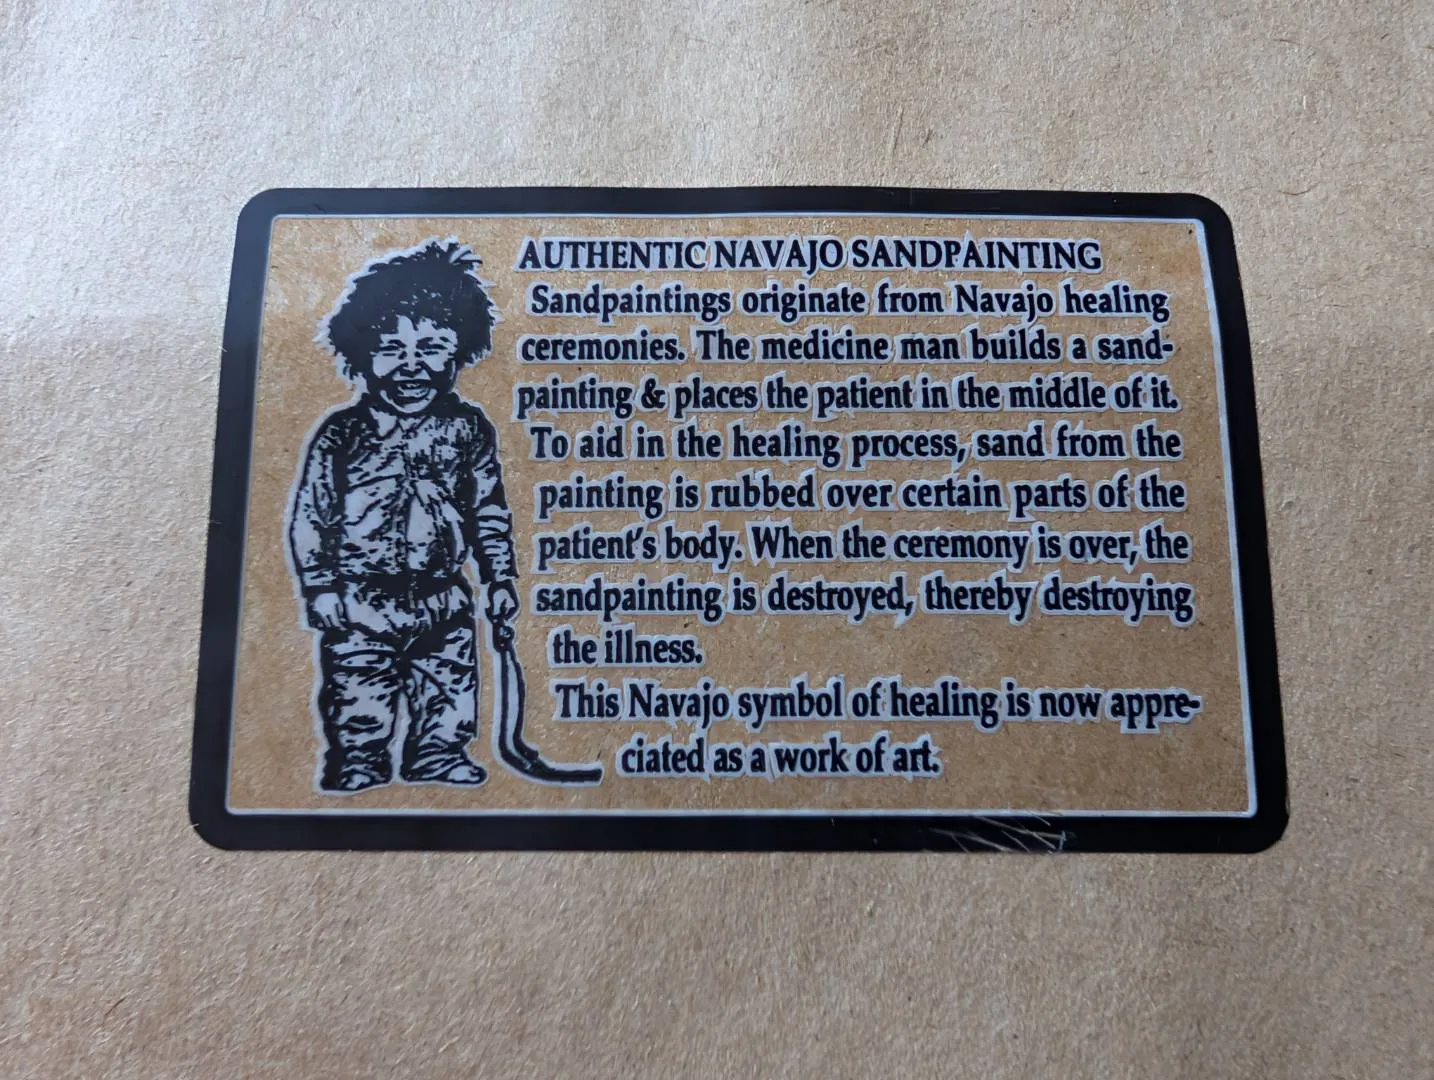 AUTHENTIC NAVAJO SANDPAINTING
Sandpaintings originate from Navajo healing
ceremonies. The medicine man builds a sand-
painting & places the patient in the middle of it.
To aid in the healing process, sand from the
painting is rubbed over certain parts of the
patient's body. When the ceremony is over, the
sandpainting is destroyed, thereby destroying
the illness.
This Navajo symbol of healing is now appre-
ciated as a work of art.